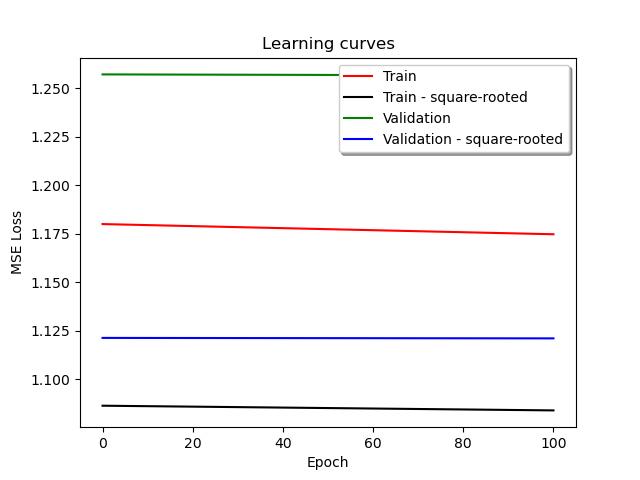 Learning curves
Train
Train - square-rooted
Validation
Validation - square-rooted
MSE Loss
1.250
1.225
1.200
1.175
1.150
1.125
1.100
0
20
40
60
80
100
Epoch